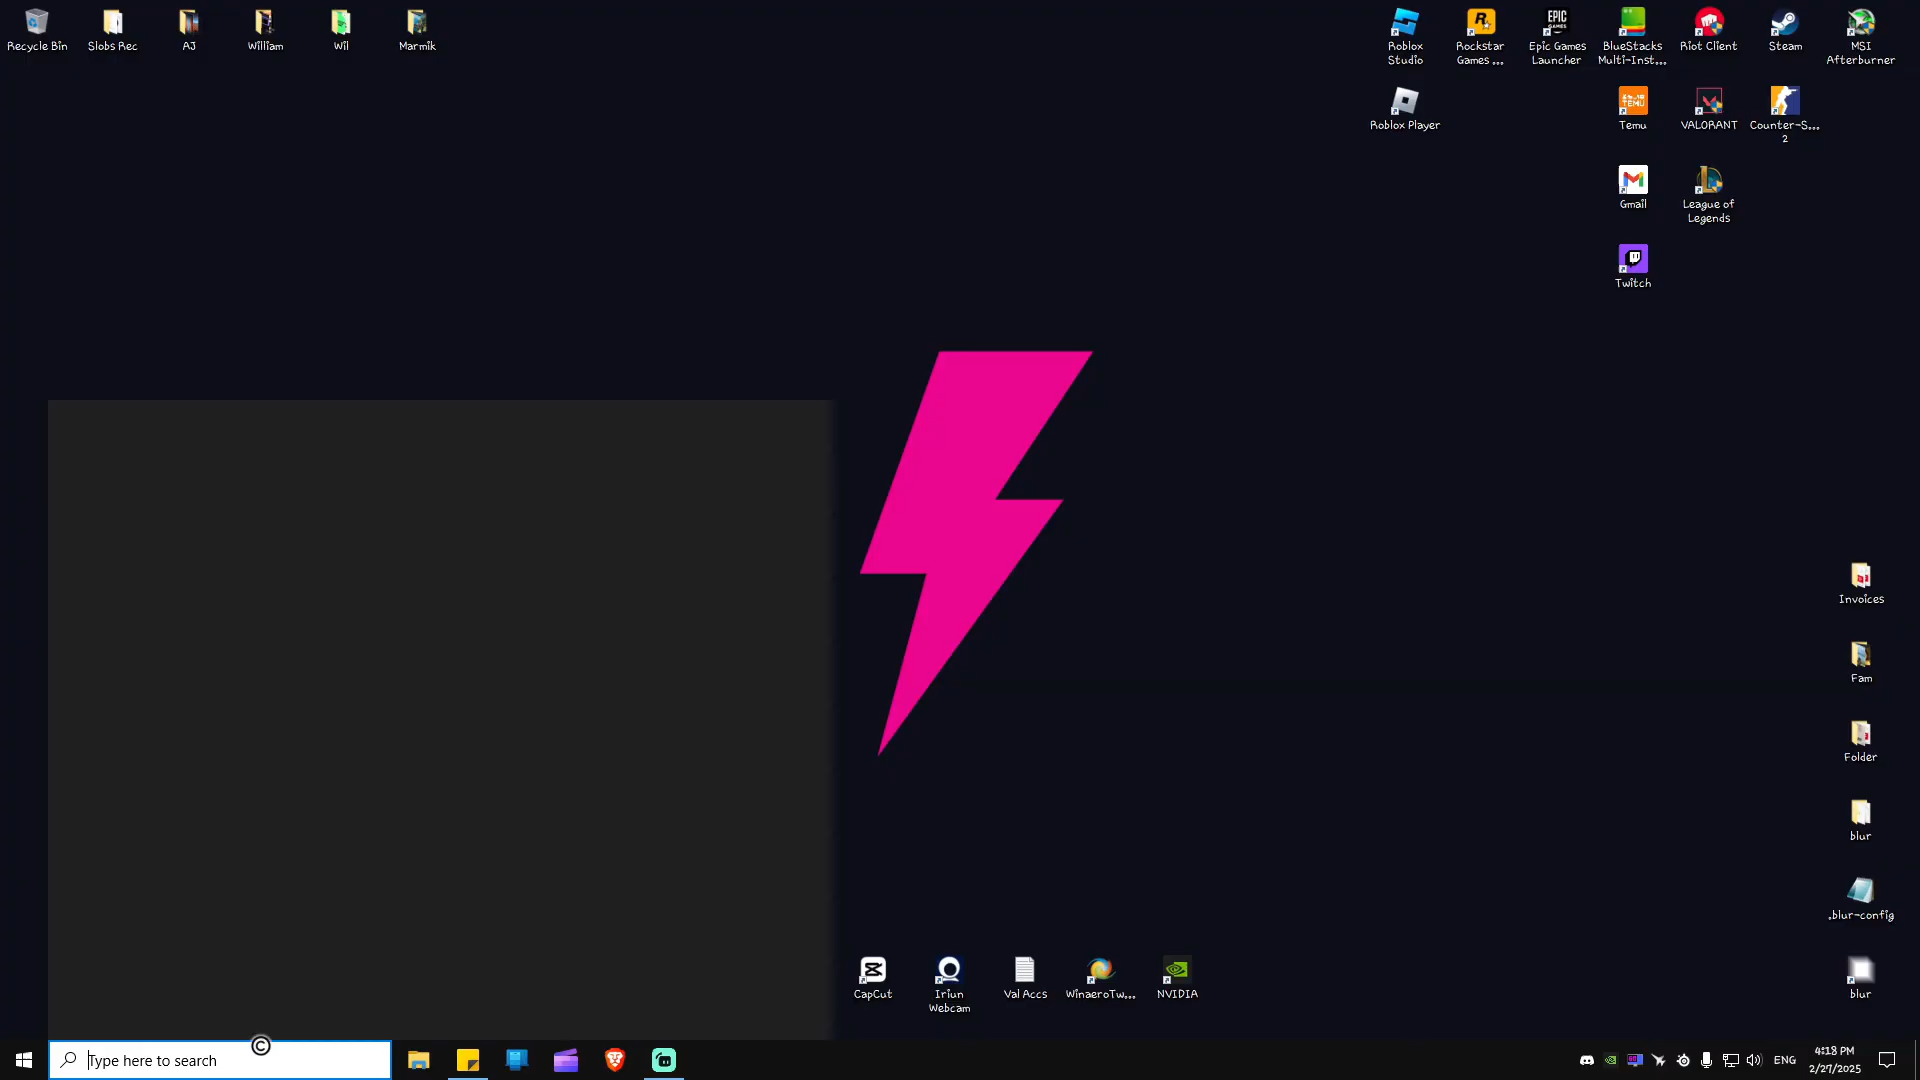 Recycle Bin
Slobs Rec
AJ
William
Wil
Marmik
Roblox
Studio
Rockstar
Games ...
EPIC
GAMES
Epic Games
Launcher
BlueStacks
Multi-Inst...
Riot Client
Steam
MSI
Afterburner
Roblox Player
TEMU
Temu
VALORANT
Counter-S...
2
Gmail
League of
Legends
Twitch
Invoices
Fam
Folder
blur
.blur-config
CapCut
Iriun
Webcam
Val Accs
WinaeroTw...
NVIDIA
blur
Type here to search
ENG
4:18 PM
2/27/2025